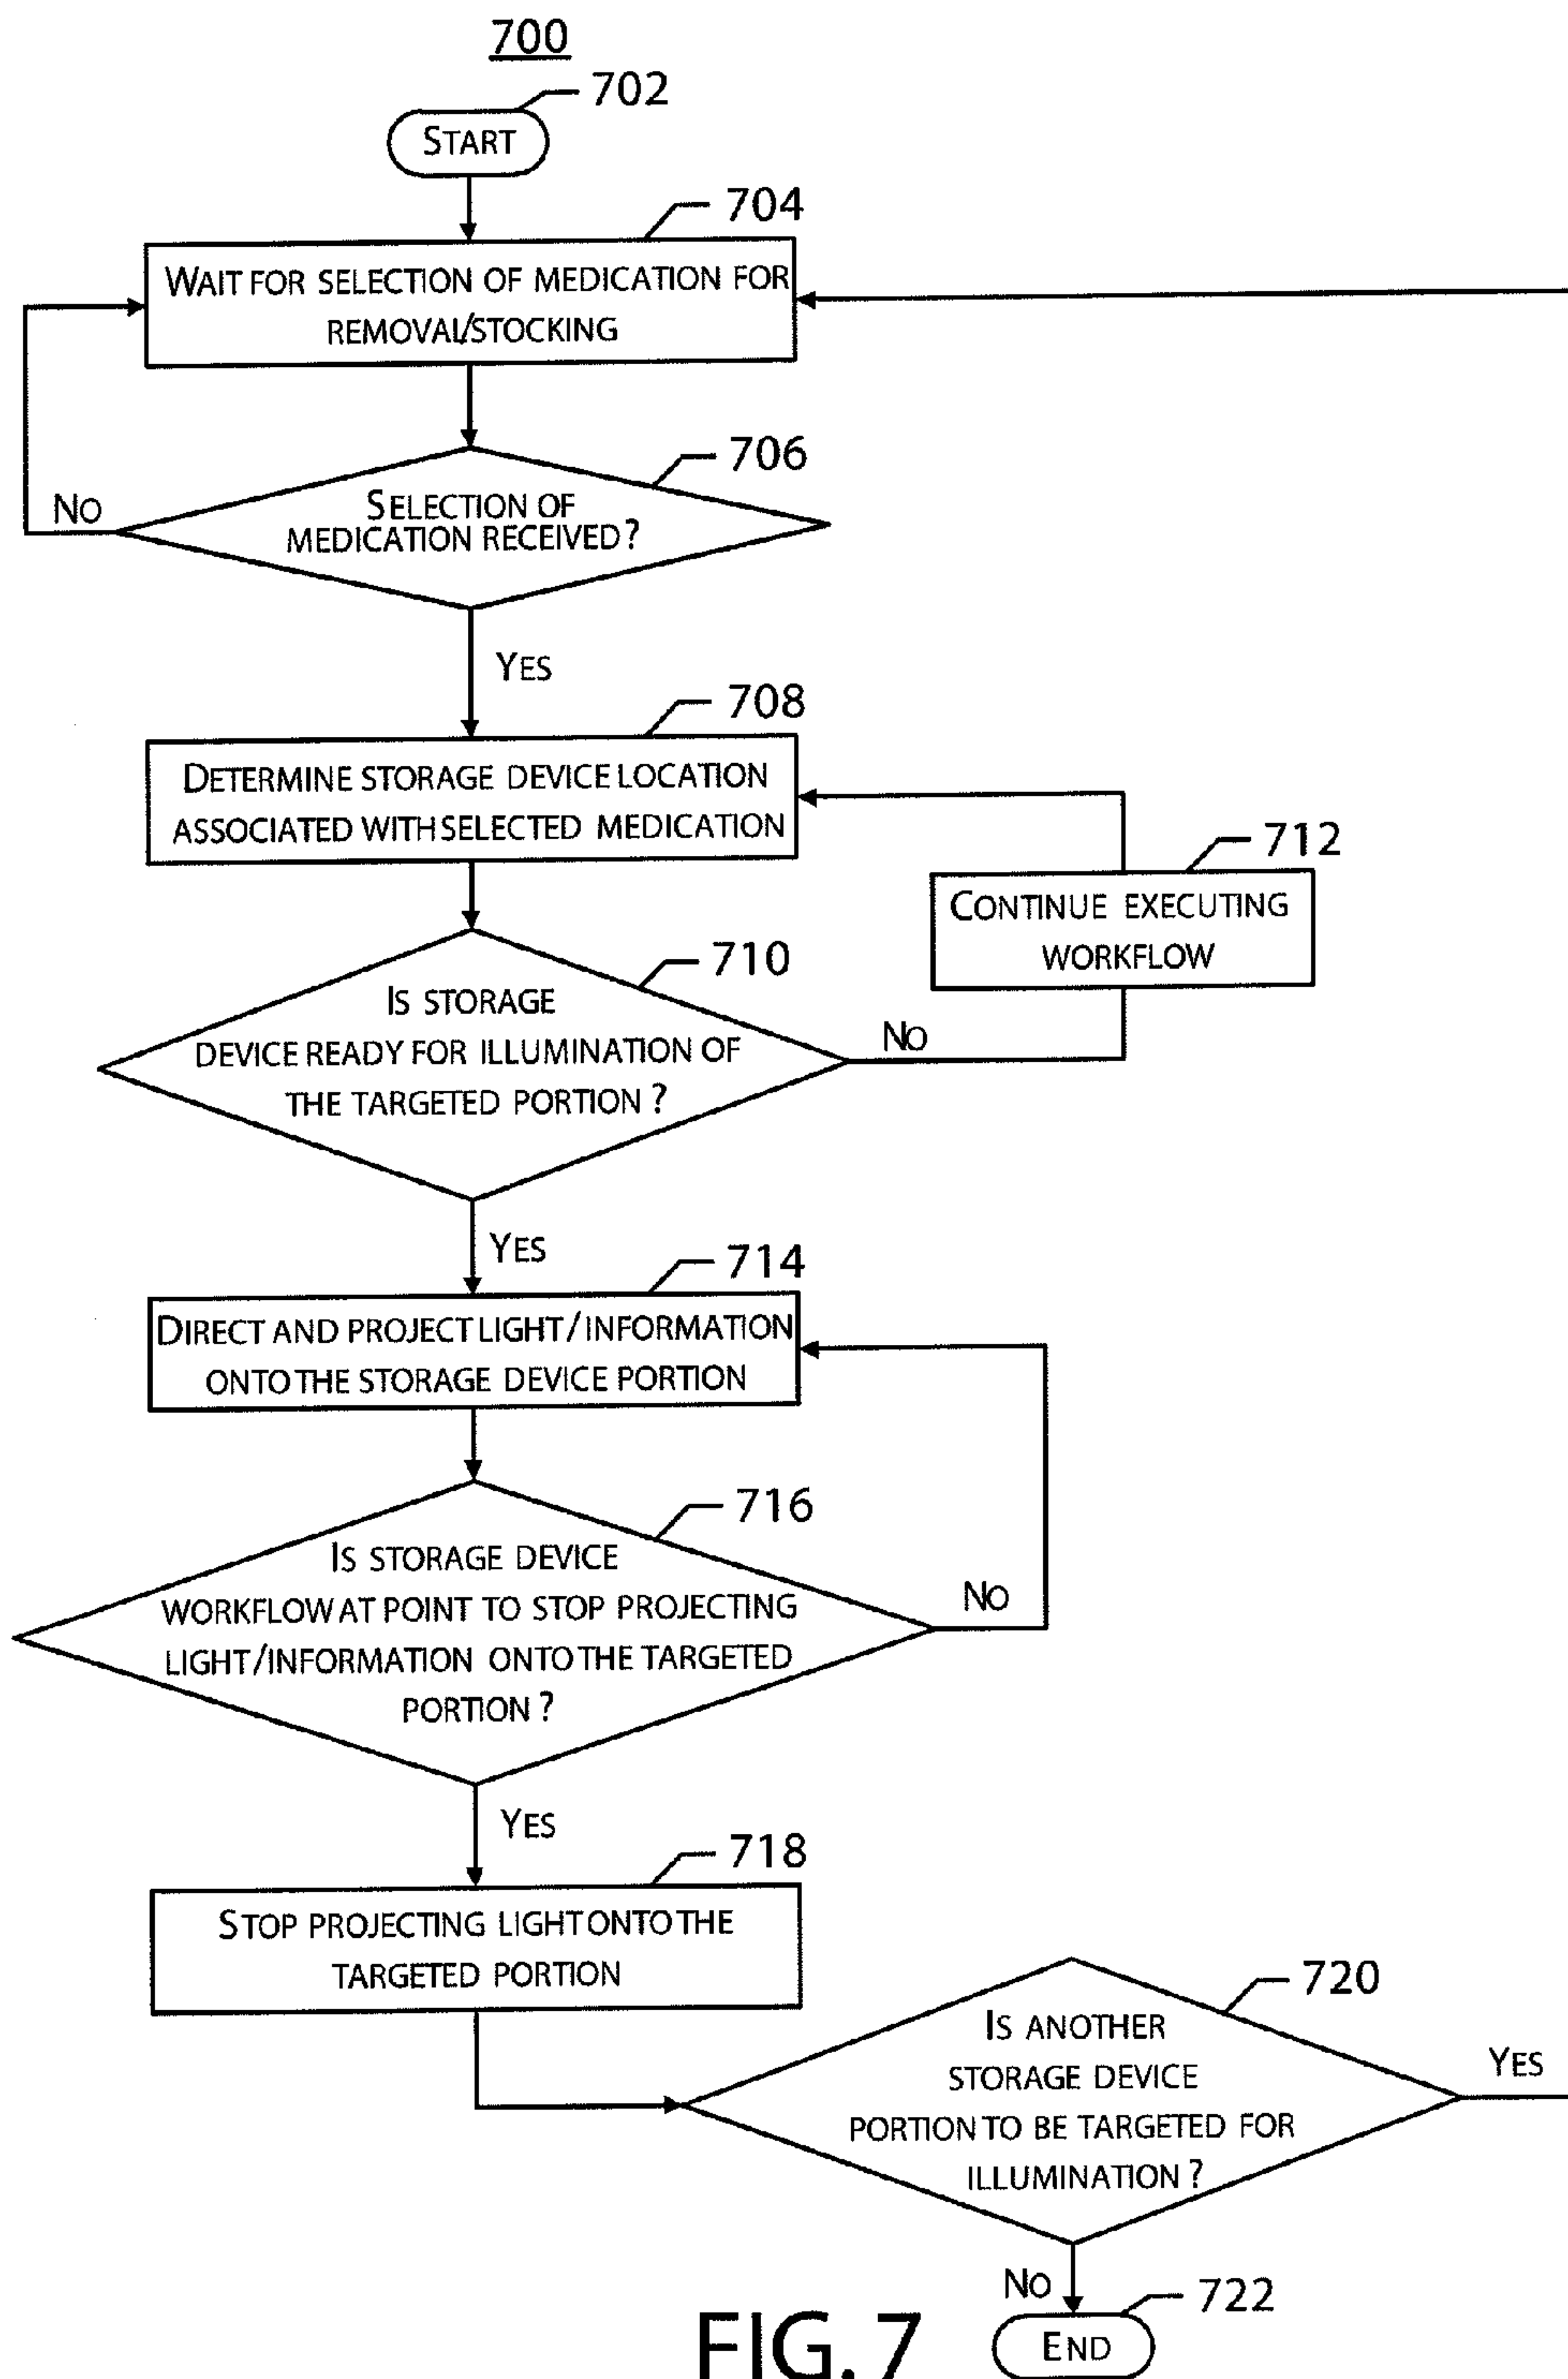 700
702
START
704
WAIT FOR SELECTION OF MEDICATION FOR
REMOVAL/STOCKING
706
SELECTION OF
MEDICATION RECEIVED?
NO
YES
708
DETERMINE STORAGE DEVICE LOCATION
ASSOCIATED WITH SELECTED MEDICATION
712
CONTINUE EXECUTING
WORKFLOW
710
IS STORAGE
DEVICE READY FOR ILLUMINATION OF
THE TARGETED PORTION?
NO
YES
714
DIRECT AND PROJECT LIGHT/INFORMATION
ONTO THE STORAGE DEVICE PORTION
716
IS STORAGE DEVICE
WORKFLOW AT POINT TO STOP PROJECTING
LIGHT/INFORMATION ONTO THE TARGETED
PORTION?
NO
YES
718
STOP PROJECTING LIGHT ONTO THE
TARGETED PORTION
720
IS ANOTHER
STORAGE DEVICE
PORTION TO BE TARGETED FOR
ILLUMINATION?
YES
NO
722
END
FIG. 7